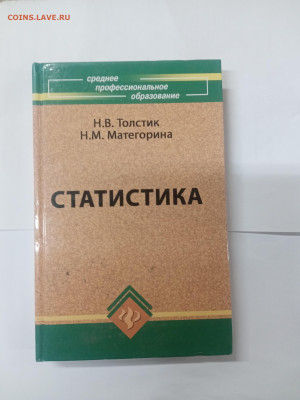 COINS.LAVE.RU
среднее
профессиональное
образование
Н.В. Толстик
Н.М. Матегорина
СТАТИСТИКА